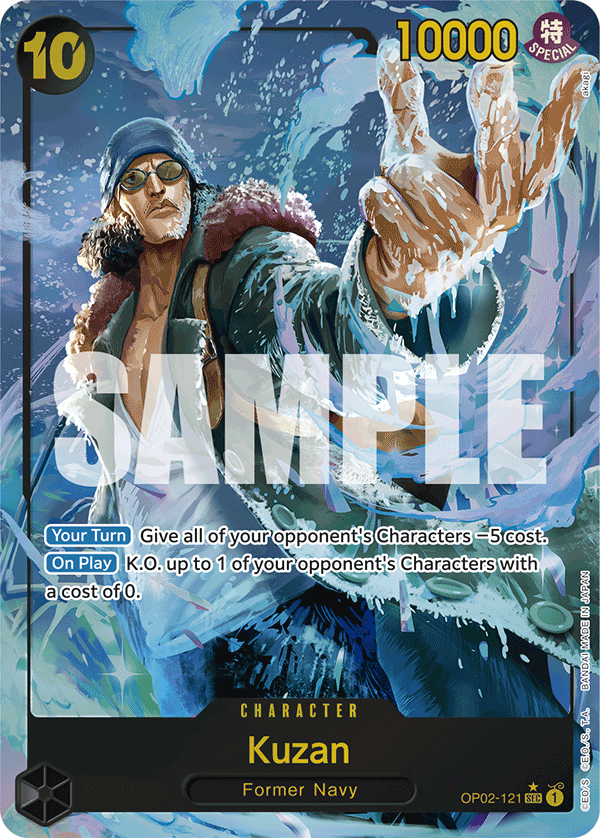 10
10000
特
SPECIAL
akagi
SAMPLE
Your Turn Give all of your opponent's Characters −5 cost.
On Play K.O. up to 1 of your opponent's Characters with
a cost of 0.
CHARACTER
Kuzan
Former Navy
OP02-121 ★ SEC 1
©E.O/S ©E.O./S., T.A. BANDAI MADE IN JAPAN